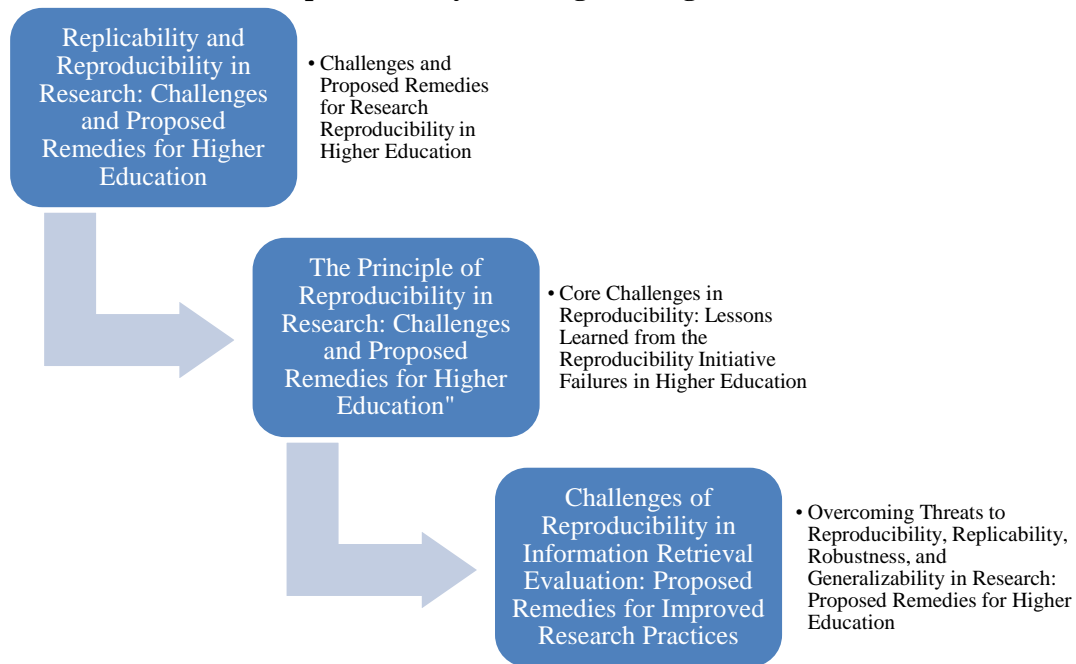 Replicability and
Reproducibility in
Research: Challenges
and Proposed
Remedies for Higher
Education
• Challenges and
Proposed Remedies
for Research
Reproducibility in
Higher Education
The Principle of
Reproducibility in
Research: Challenges
and Proposed
Remedies for Higher
Education"
• Core Challenges in
Reproducibility: Lessons
Learned from the
Reproducibility Initiative
Failures in Higher Education
Challenges of
Reproducibility in
Information Retrieval
Evaluation: Proposed
Remedies for Improved
Research Practices
• Overcoming Threats to
Reproducibility, Replicability,
Robustness, and
Generalizability in Research:
Proposed Remedies for Higher
Education